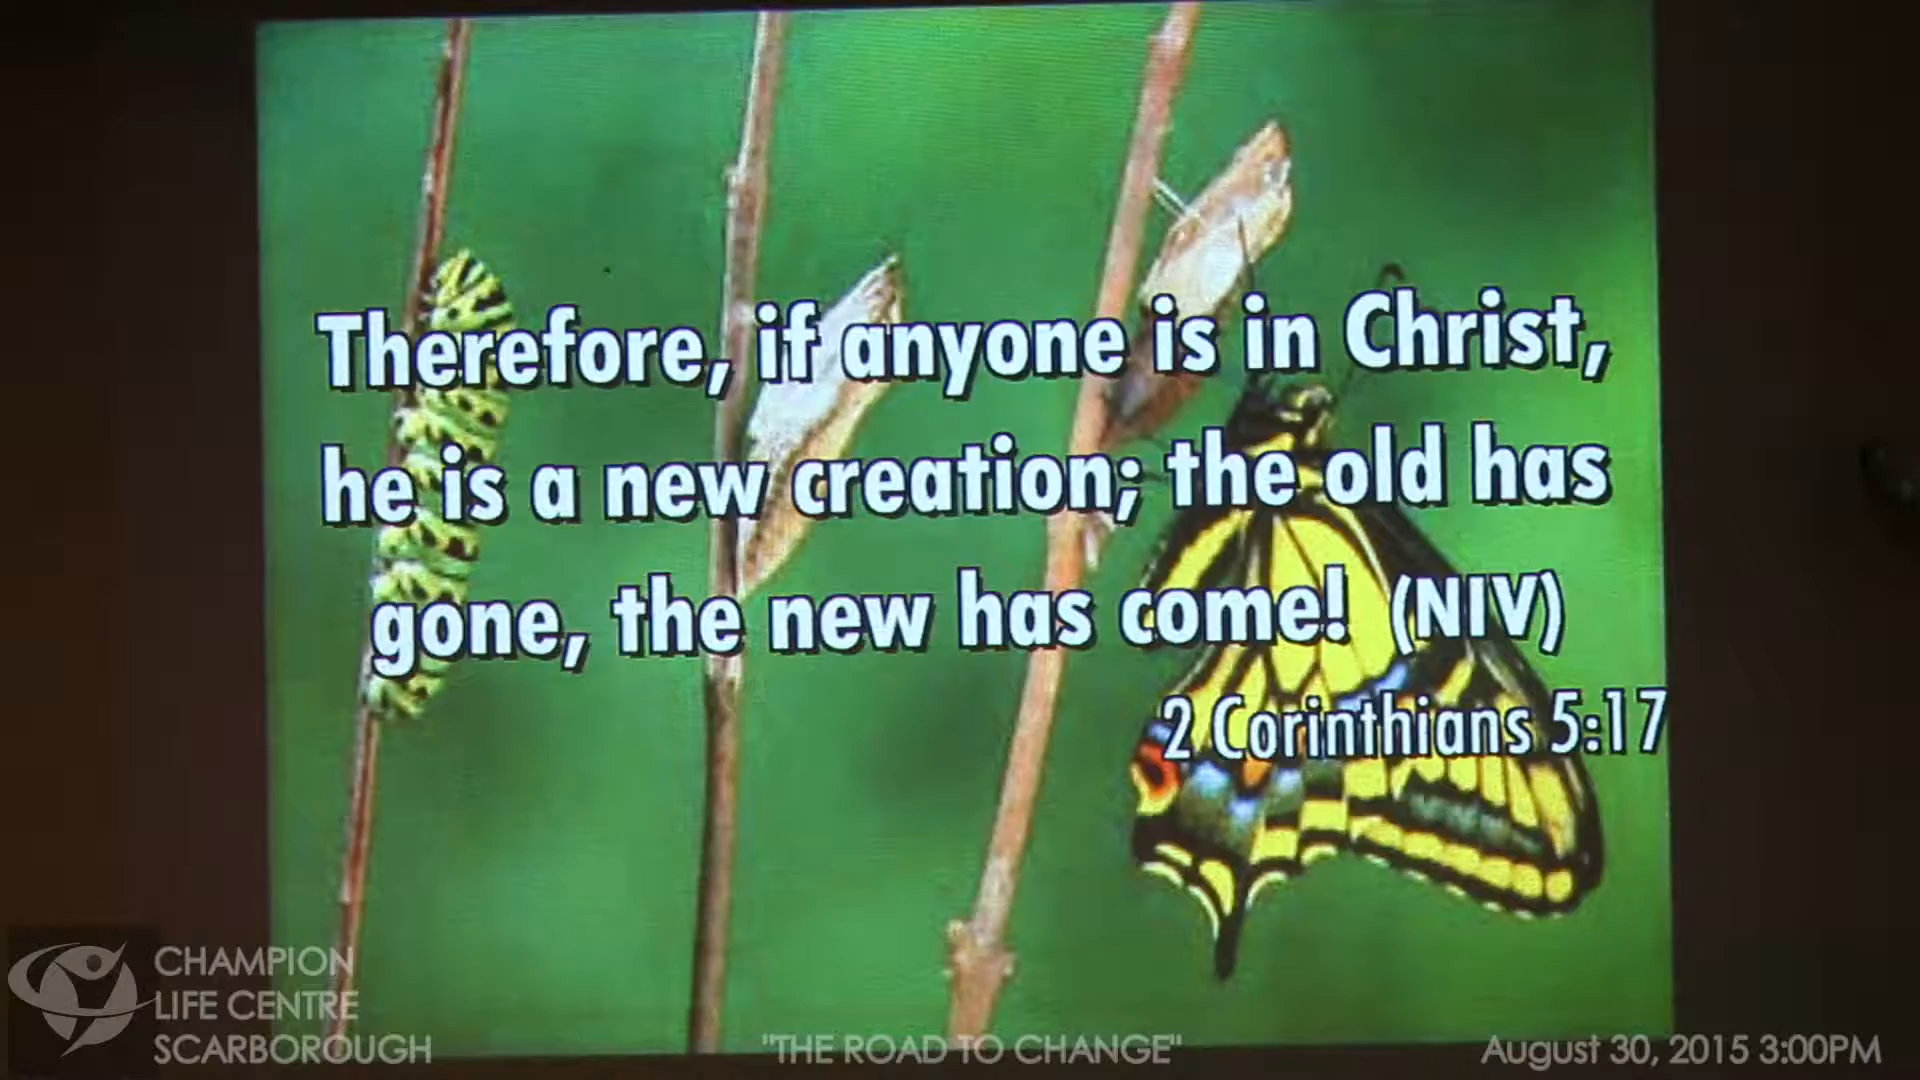 Therefore, if anyone is in Christ,
he is a new creation; the old has
gone, the new has come! (NIV)
2 Corinthians 5:17
CHAMPION
LIFE CENTRE
SCARBOROUGH
"THE ROAD TO CHANGE"
August 30, 2015 3:00PM